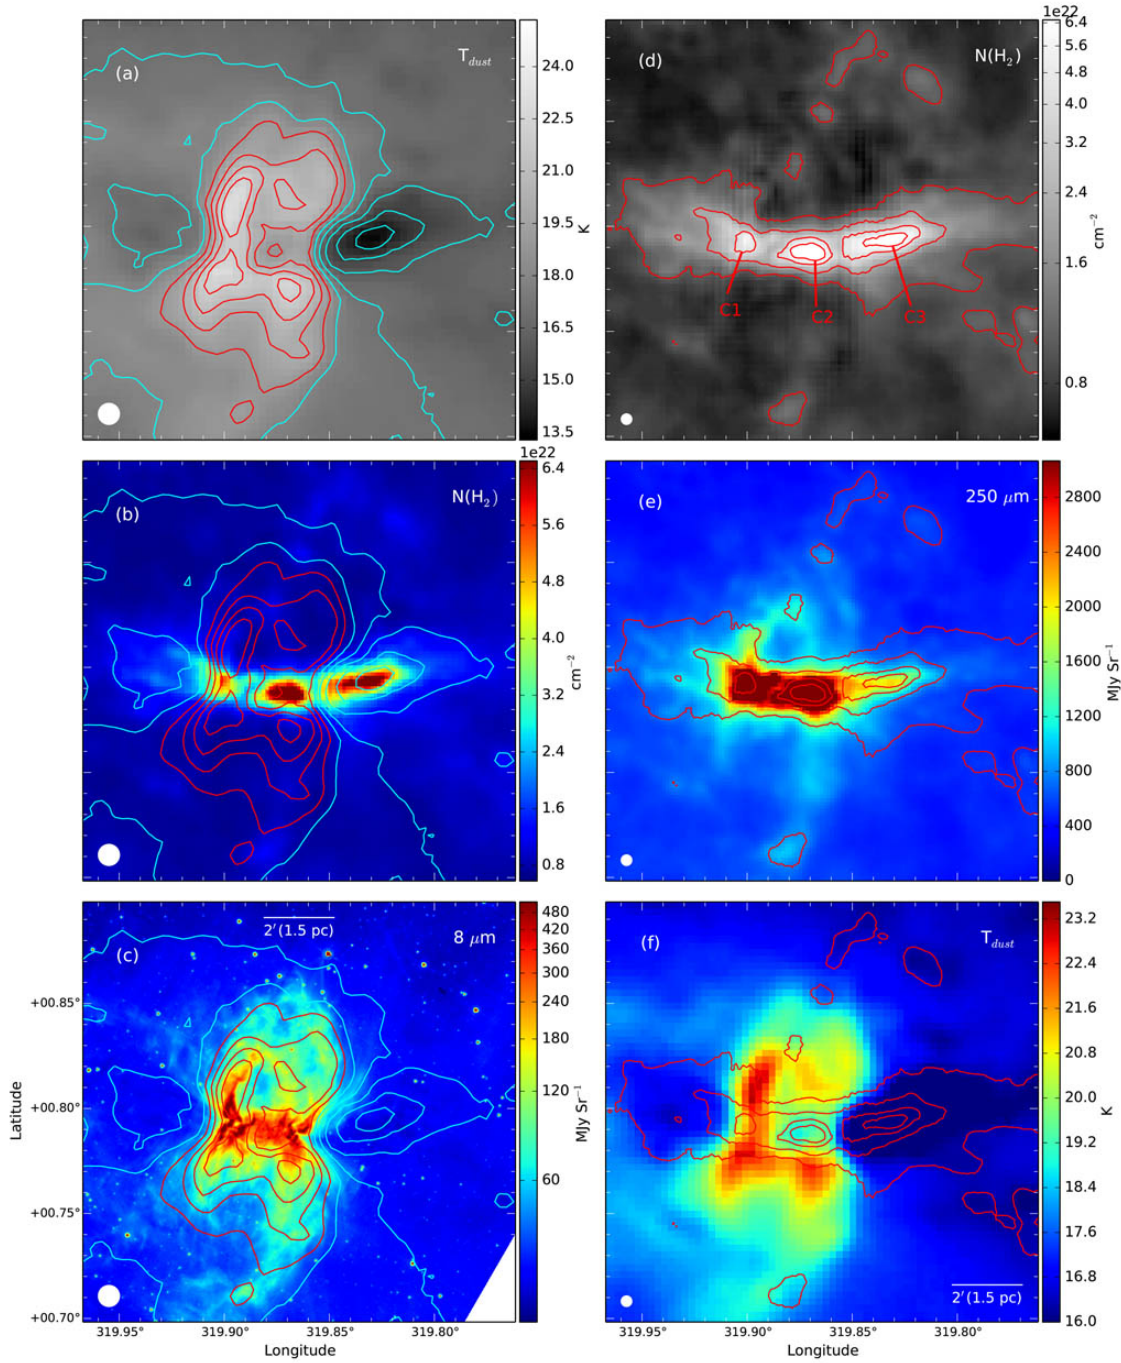 (a)
T_dust
24.0
22.5
21.0
19.5
18.0
16.5
15.0
13.5
K
(d)
N(H₂)
1e22
6.4
5.6
4.8
4.0
3.2
2.4
1.6
0.8
cm⁻²
C1
C2
C3
(b)
N(H₂)
1e22
6.4
5.6
4.8
4.0
3.2
2.4
1.6
0.8
cm⁻²
(e)
250 μm
2800
2400
2000
1600
1200
800
400
0
MJy Sr⁻¹
(c)
2′(1.5 pc)
8 μm
480
420
360
300
240
180
120
60
MJy Sr⁻¹
+00.85°
+00.80°
+00.75°
+00.70°
Latitude
319.95°
319.90°
319.85°
319.80°
Longitude
(f)
T_dust
23.2
22.4
21.6
20.8
20.0
19.2
18.4
17.6
16.8
16.0
K
2′(1.5 pc)
319.95°
319.90°
319.85°
319.80°
Longitude